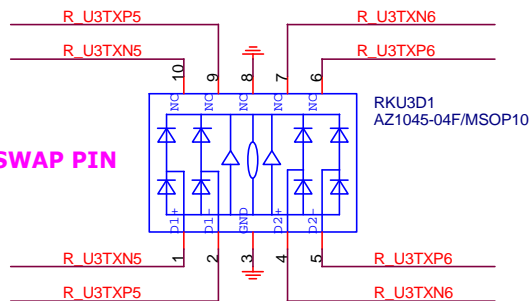 R_U3TXP5
R_U3TXN6
R_U3TXN5
R_U3TXP6
10
9
8
7
6
NC
NC
NC
NC
NC
RKU3D1
AZ1045-04F/MSOP10
SWAP PIN
D1+
D1-
GND
D2+
D2-
1
2
3
4
5
R_U3TXN5
R_U3TXP6
R_U3TXP5
R_U3TXN6